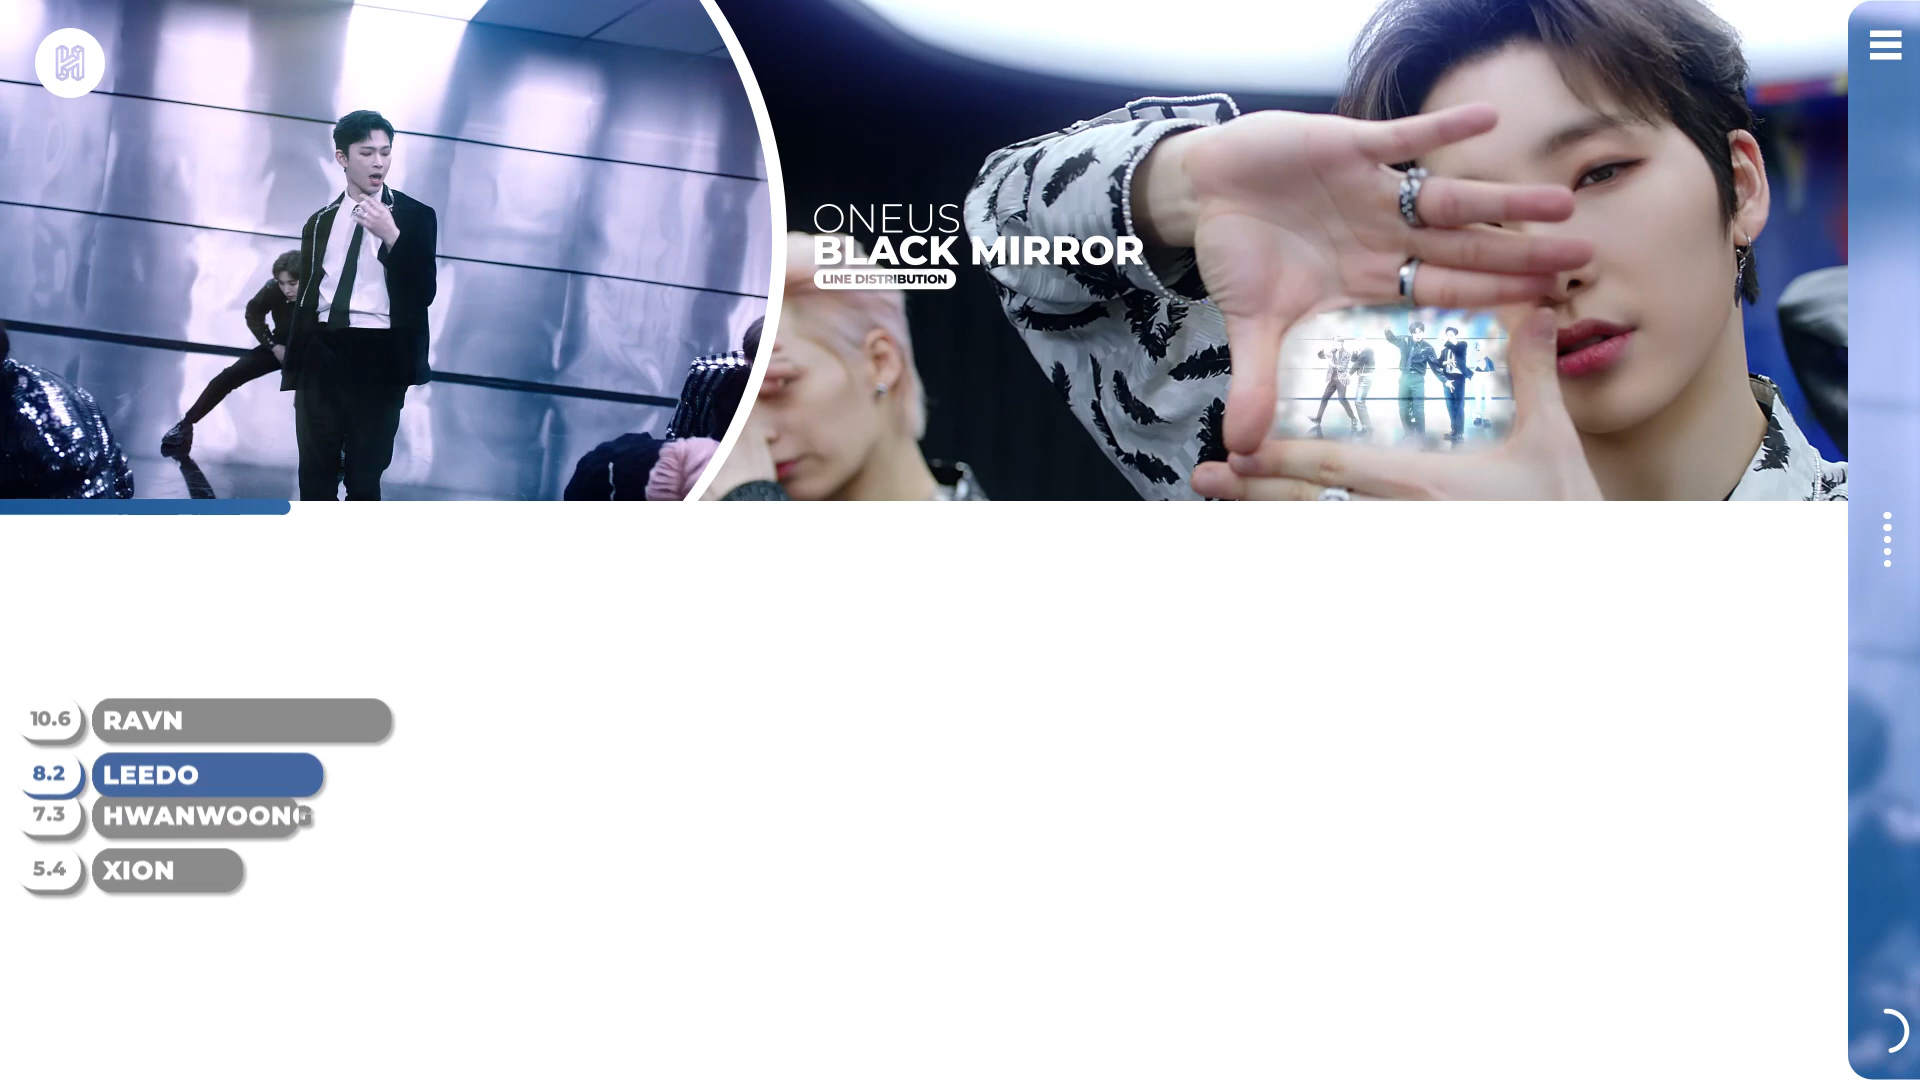 ONEUS
BLACK MIRROR
LINE DISTRIBUTION
10.6 RAVN
8.2 LEEDO
7.3 HWANWOONG
5.4 XION